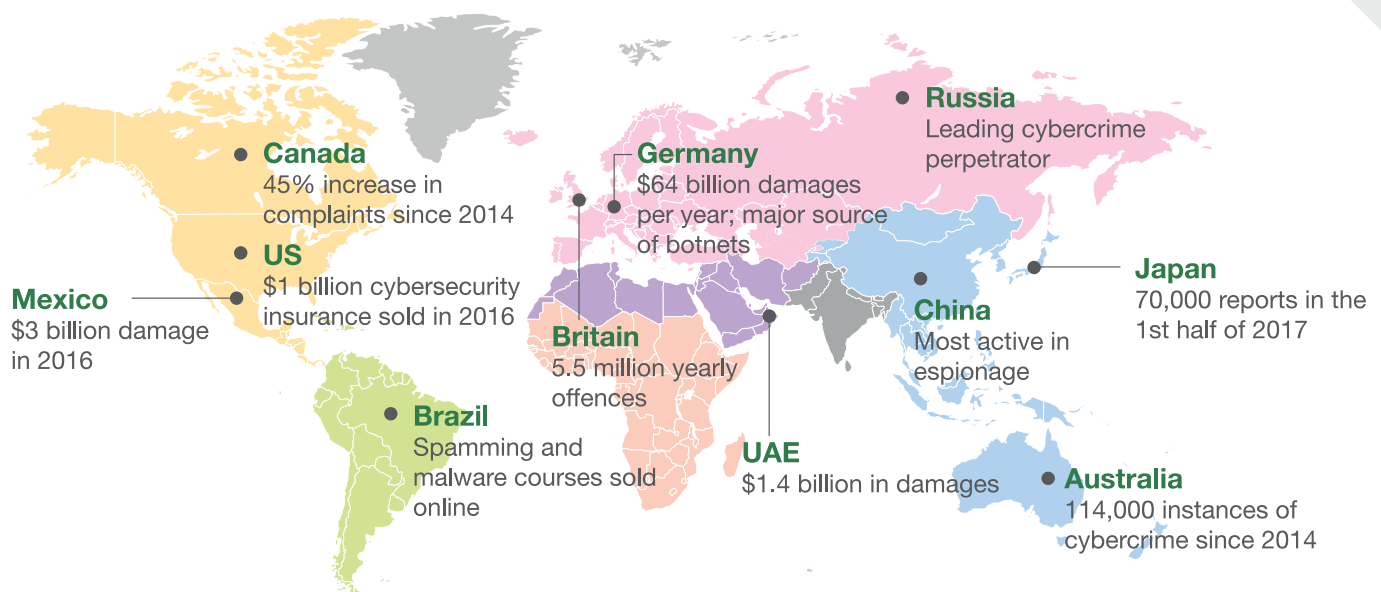 Canada
45% increase in
complaints since 2014
US
$1 billion cybersecurity
insurance sold in 2016
Mexico
$3 billion damage
in 2016
Brazil
Spamming and
malware courses sold
online
Germany
$64 billion damages
per year; major source
of botnets
Britain
5.5 million yearly
offences
UAE
$1.4 billion in damages
Russia
Leading cybercrime
perpetrator
China
Most active in
espionage
Japan
70,000 reports in the
1st half of 2017
Australia
114,000 instances of
cybercrime since 2014